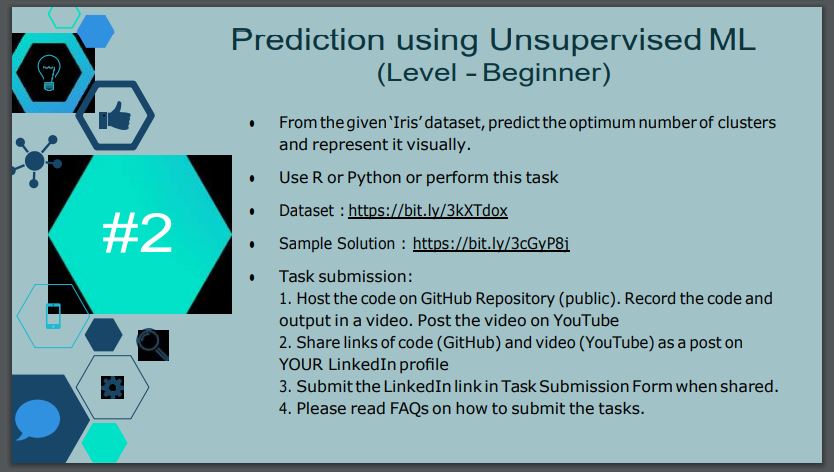 Prediction using Unsupervised ML
(Level – Beginner)
• From the given ‘Iris’ dataset, predict the optimum number of clusters
and represent it visually.
• Use R or Python or perform this task
• Dataset : https://bit.ly/3kXTdox
• Sample Solution : https://bit.ly/3cGyP8j
• Task submission:
1. Host the code on GitHub Repository (public). Record the code and
output in a video. Post the video on YouTube
2. Share links of code (GitHub) and video (YouTube) as a post on
YOUR LinkedIn profile
3. Submit the LinkedIn link in Task Submission Form when shared.
4. Please read FAQs on how to submit the tasks.
#2